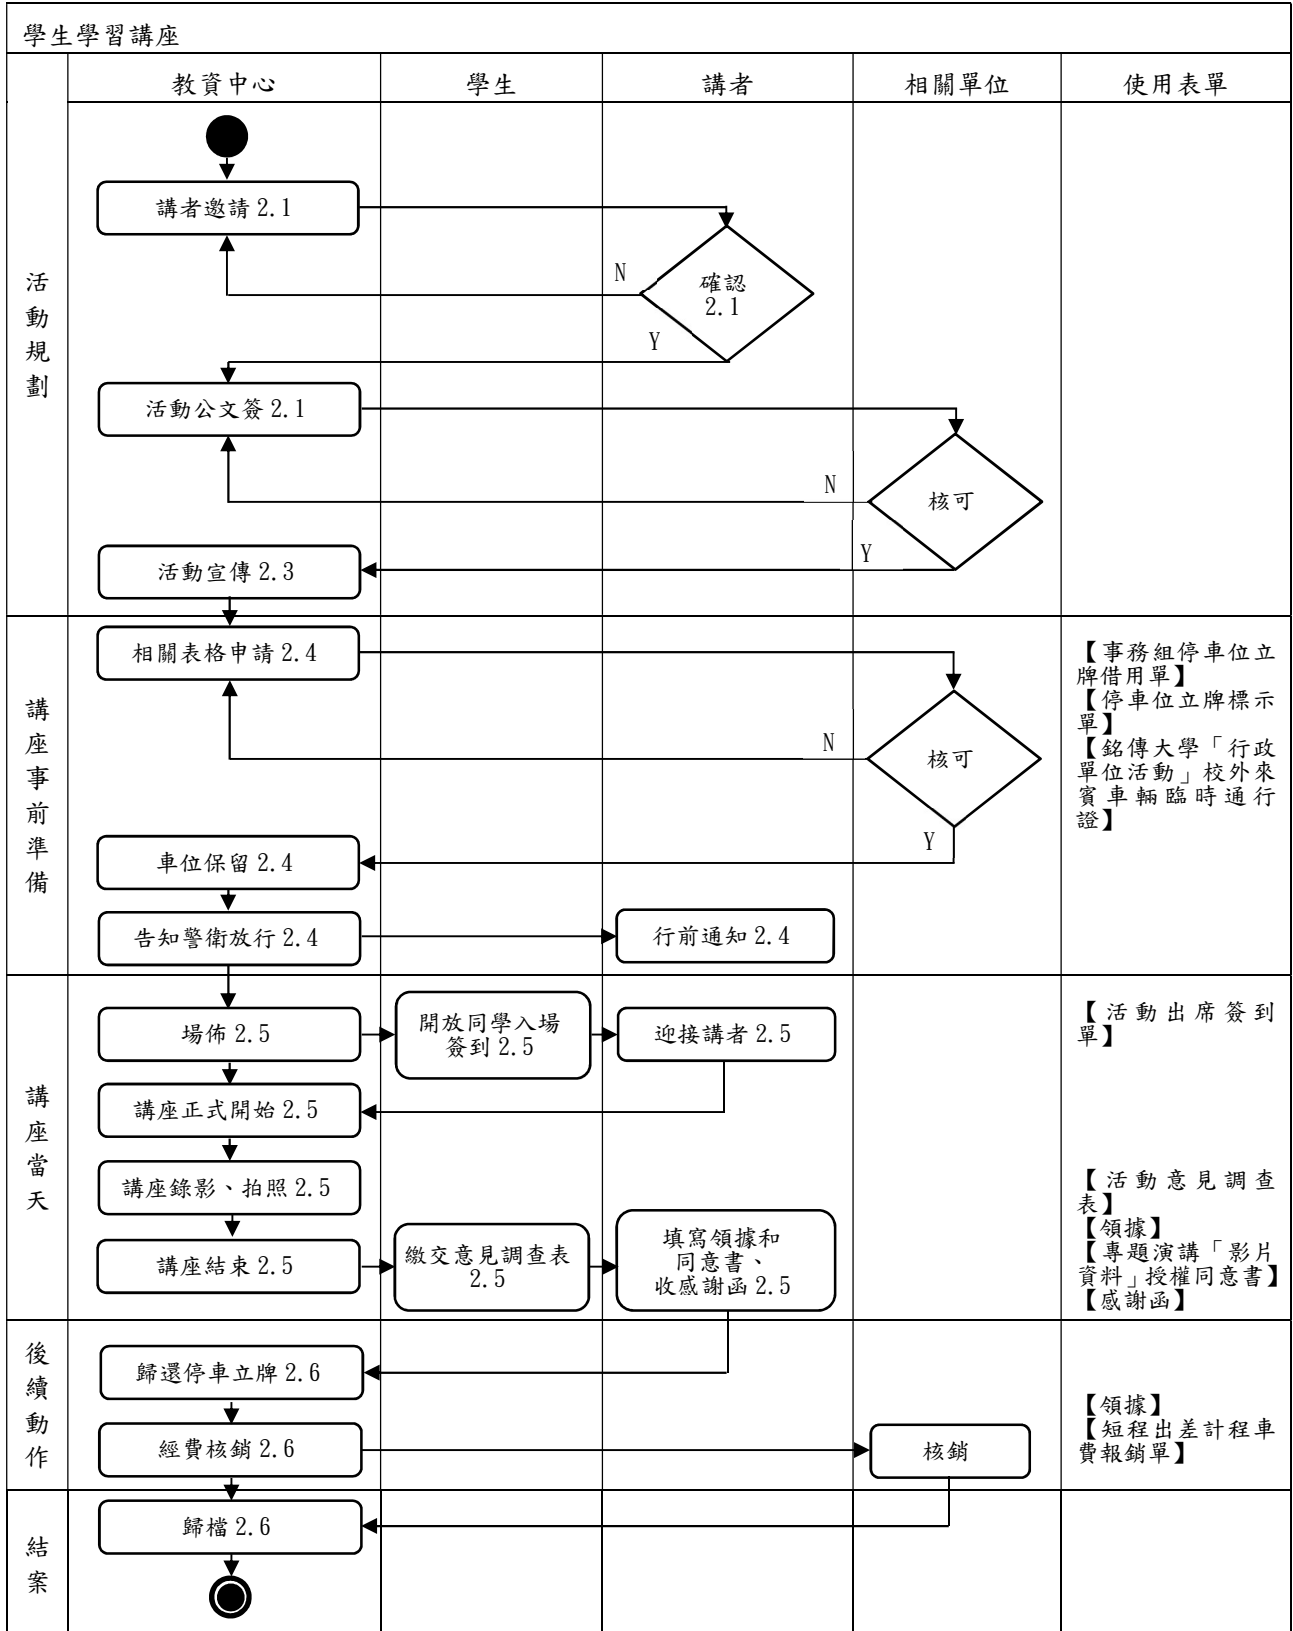 學生學習講座
教資中心
學生
講者
相關單位
使用表單
活動規劃
講者邀請 2.1
N
確認
2.1
Y
活動公文簽 2.1
N
核可
Y
活動宣傳 2.3
講座事前準備
相關表格申請 2.4
【事務組停車位立
牌借用單】
【停車位立牌標示
單】
【銘傳大學「行政
單位活動」校外來
賓車輛臨時通行
證】
N
核可
Y
車位保留 2.4
告知警衛放行 2.4
行前通知 2.4
講座當天
場佈 2.5
開放同學入場
簽到 2.5
迎接講者 2.5
【活動出席簽到
單】
講座正式開始 2.5
講座錄影、拍照 2.5
講座結束 2.5
繳交意見調查表
2.5
填寫領據和
同意書、
收感謝函 2.5
【活動意見調查
表】
【領據】
【專題演講「影片
資料」授權同意書】
【感謝函】
後續動作
歸還停車立牌 2.6
經費核銷 2.6
核銷
【領據】
【短程出差計程車
費報銷單】
結案
歸檔 2.6